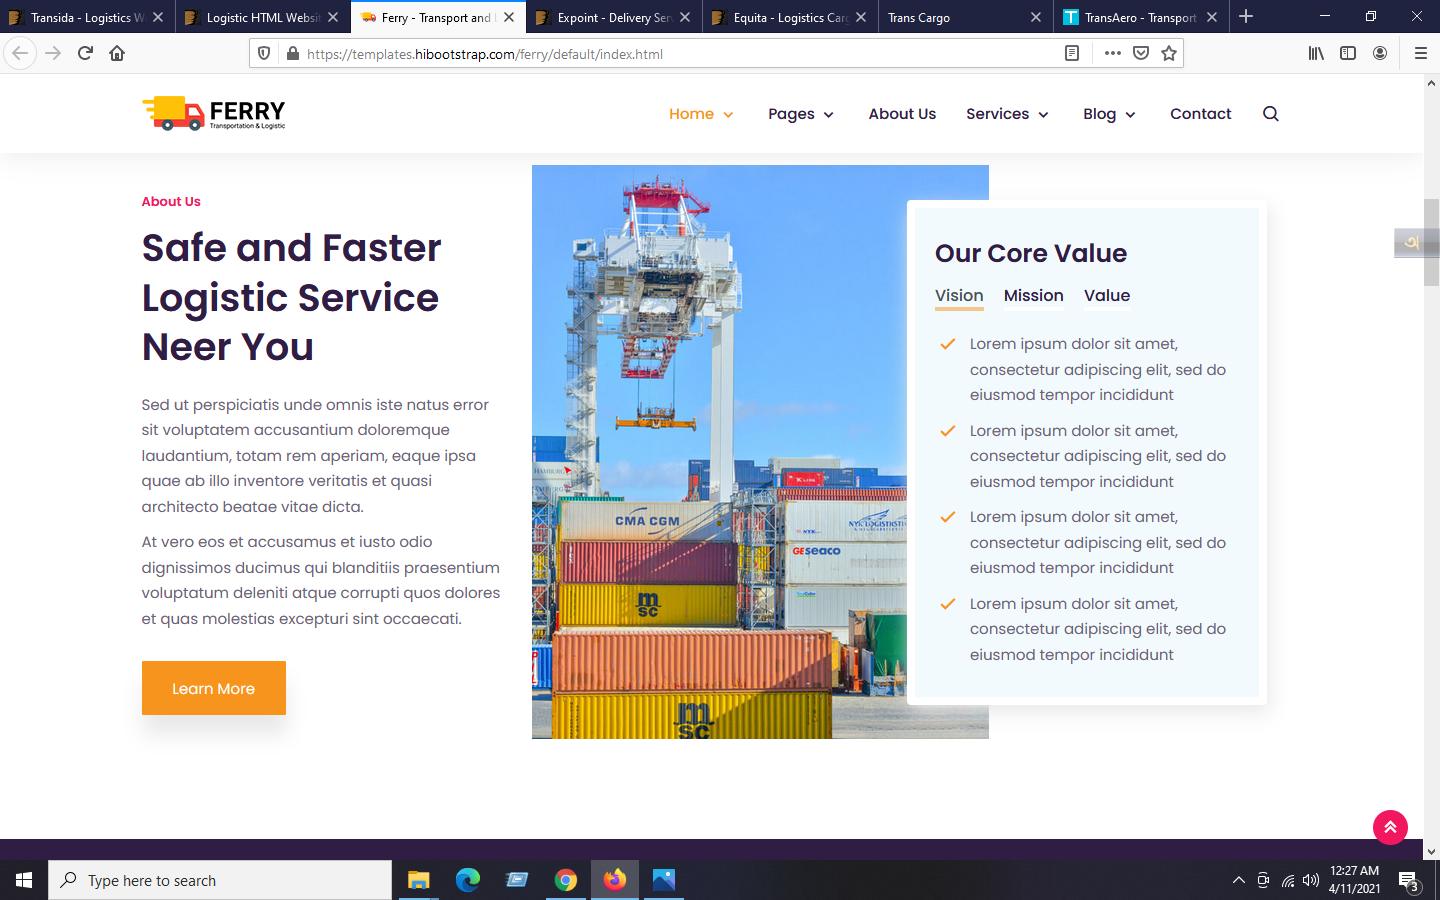 Transida - Logistics W
Logistic HTML Websit
Ferry - Transport and L
Expoint - Delivery Ser
Equita - Logistics Carg
Trans Cargo
TransAero - Transport
https://templates.hibootstrap.com/ferry/default/index.html
FERRY
Transportation & Logistic
Home
Pages
About Us
Services
Blog
Contact
About Us
Safe and Faster
Logistic Service
Neer You
Sed ut perspiciatis unde omnis iste natus error
sit voluptatem accusantium doloremque
laudantium, totam rem aperiam, eaque ipsa
quae ab illo inventore veritatis et quasi
architecto beatae vitae dicta.
At vero eos et accusamus et iusto odio
dignissimos ducimus qui blanditiis praesentium
voluptatum deleniti atque corrupti quos dolores
et quas molestias excepturi sint occaecati.
Learn More
HAMBURG
CMA CGM
msc
msc
K LINE
NYK
NYK LOGISTICS
GESEACO
Our Core Value
Vision
Mission
Value
Lorem ipsum dolor sit amet,
consectetur adipiscing elit, sed do
eiusmod tempor incididunt
Lorem ipsum dolor sit amet,
consectetur adipiscing elit, sed do
eiusmod tempor incididunt
Lorem ipsum dolor sit amet,
consectetur adipiscing elit, sed do
eiusmod tempor incididunt
Lorem ipsum dolor sit amet,
consectetur adipiscing elit, sed do
eiusmod tempor incididunt
অ
Type here to search
12:27 AM
4/11/2021
3